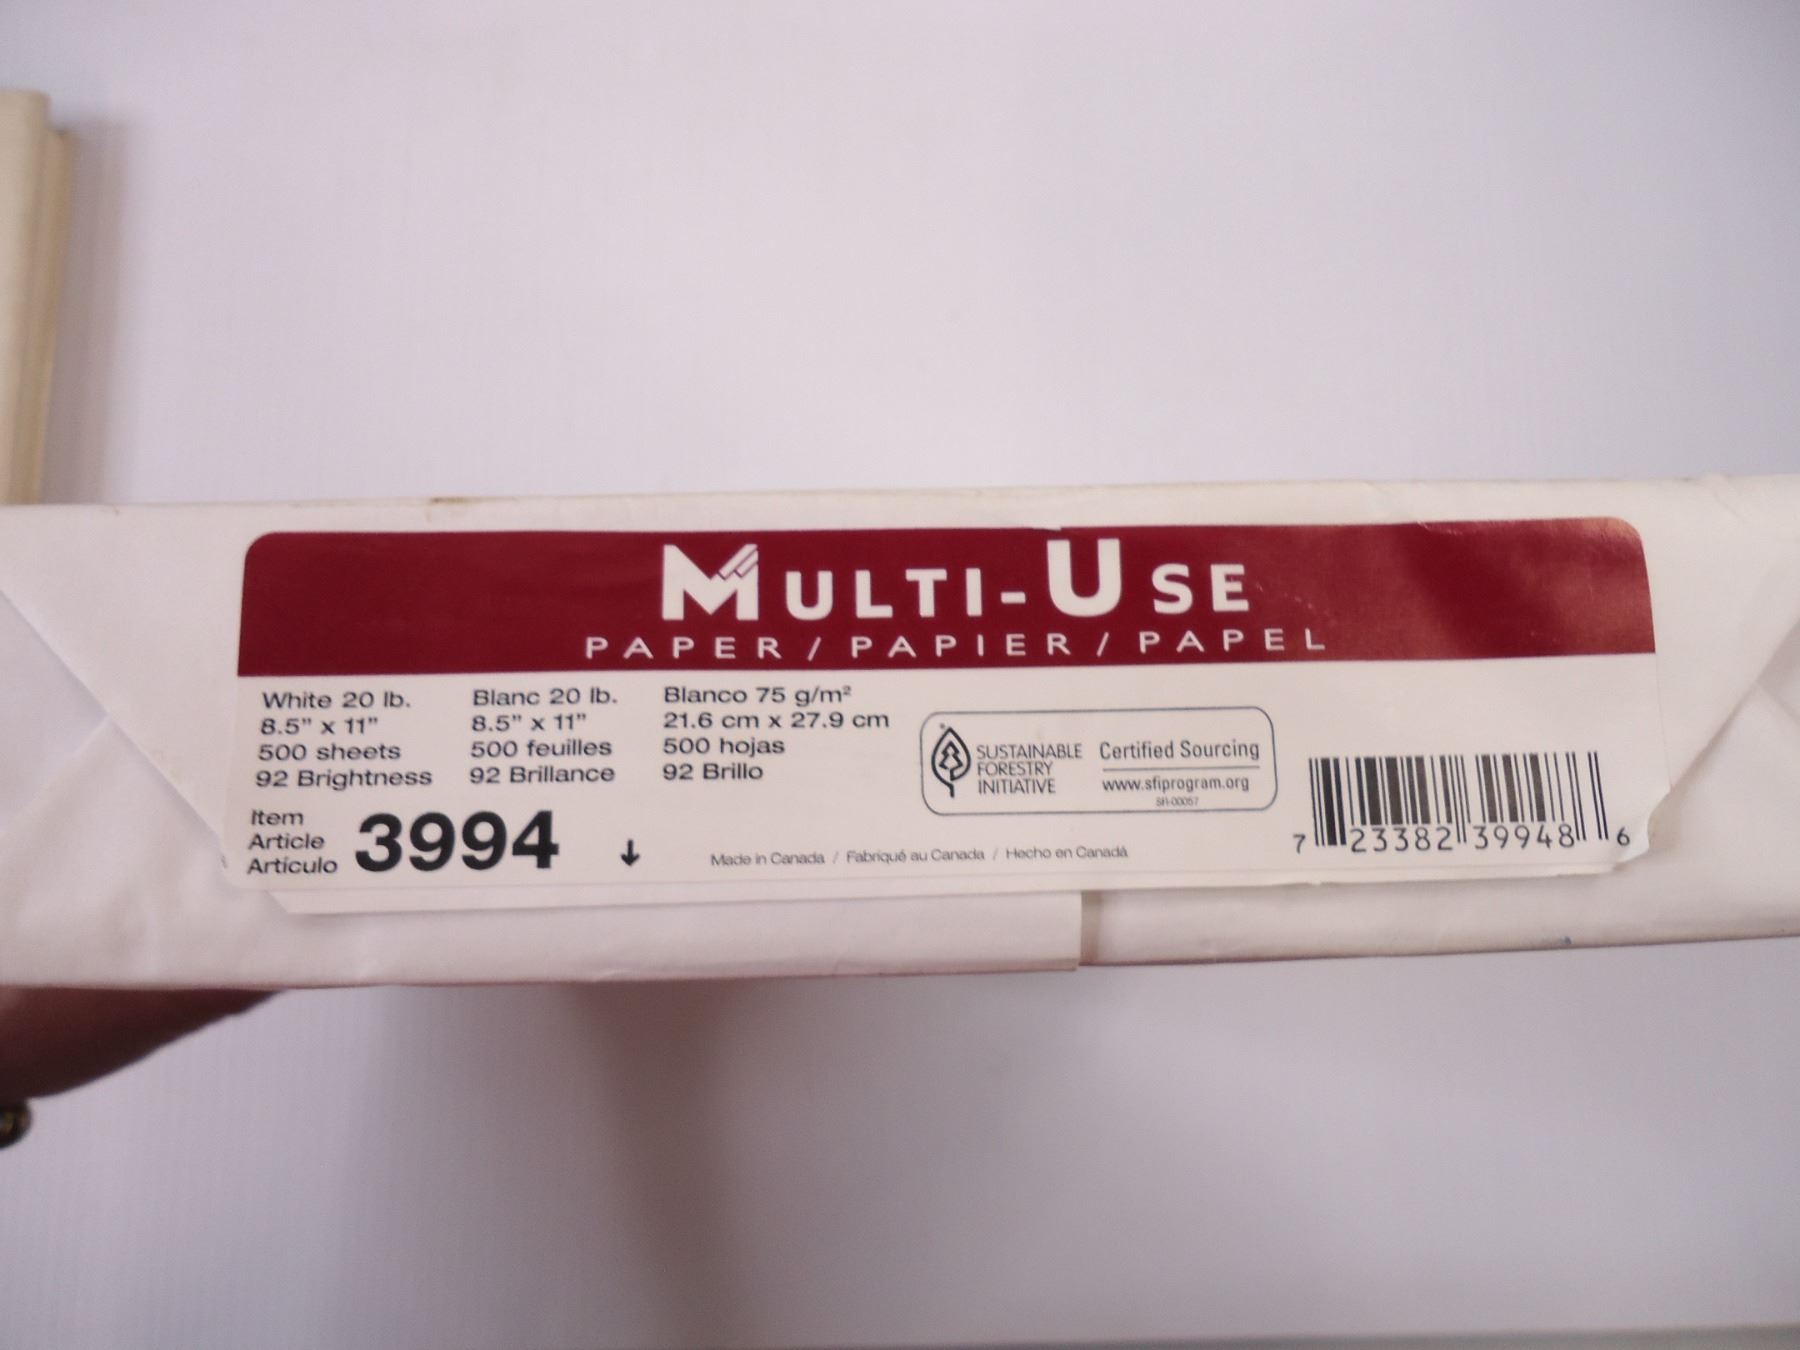 MULTI-USE
PAPER / PAPIER / PAPEL
White 20 lb.
8.5" x 11"
500 sheets
92 Brightness
Blanc 20 lb.
8.5" x 11"
500 feuilles
92 Brillance
Blanco 75 g/m²
21.6 cm x 27.9 cm
500 hojas
92 Brillo
SUSTAINABLE
FORESTRY
INITIATIVE
Certified Sourcing
www.sfiprogram.org
SFI-00057
Item
Article
Artículo
3994
↓
Made in Canada / Fabriqué au Canada / Hecho en Canadá
7 23382 39948 6